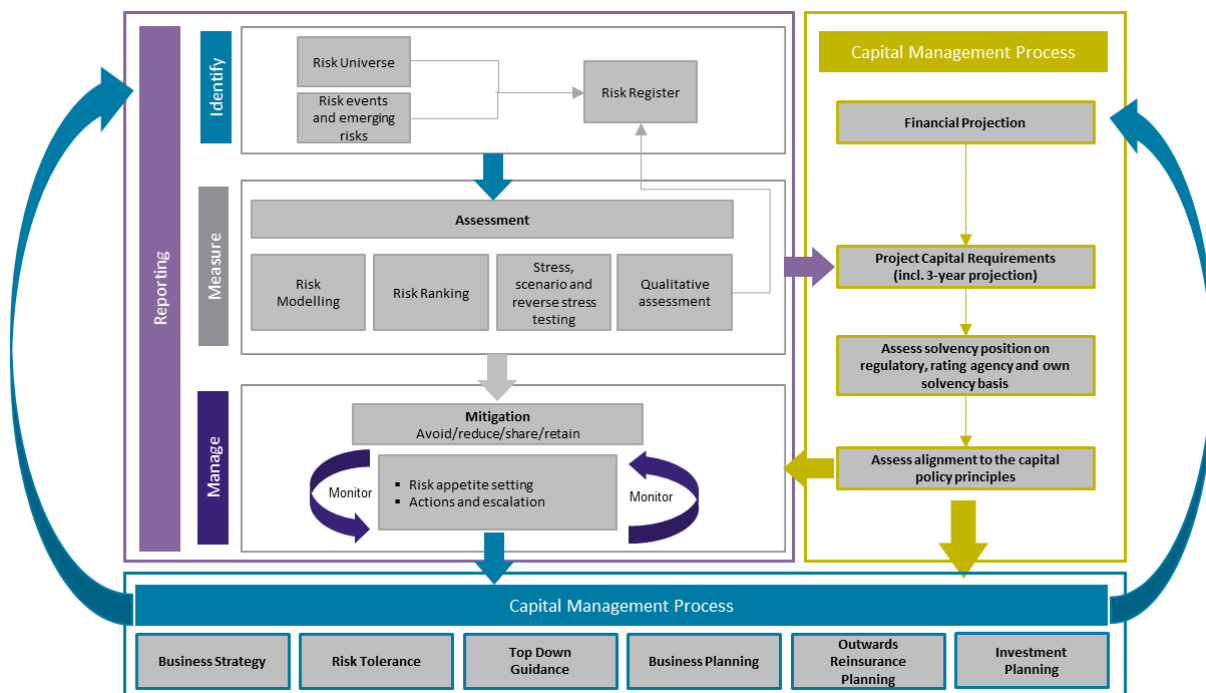 Reporting
Identify
Risk Universe
Risk events
and emerging
risks
Risk Register
Measure
Assessment
Risk
Modelling
Risk Ranking
Stress,
scenario and
reverse stress
testing
Qualitative
assessment
Manage
Mitigation
Avoid/reduce/share/retain
Monitor
▪ Risk appetite setting
▪ Actions and escalation
Monitor
Capital Management Process
Financial Projection
Project Capital Requirements
(incl. 3-year projection)
Assess solvency position on
regulatory, rating agency and own
solvency basis
Assess alignment to the capital
policy principles
Capital Management Process
Business Strategy
Risk Tolerance
Top Down
Guidance
Business Planning
Outwards
Reinsurance
Planning
Investment
Planning